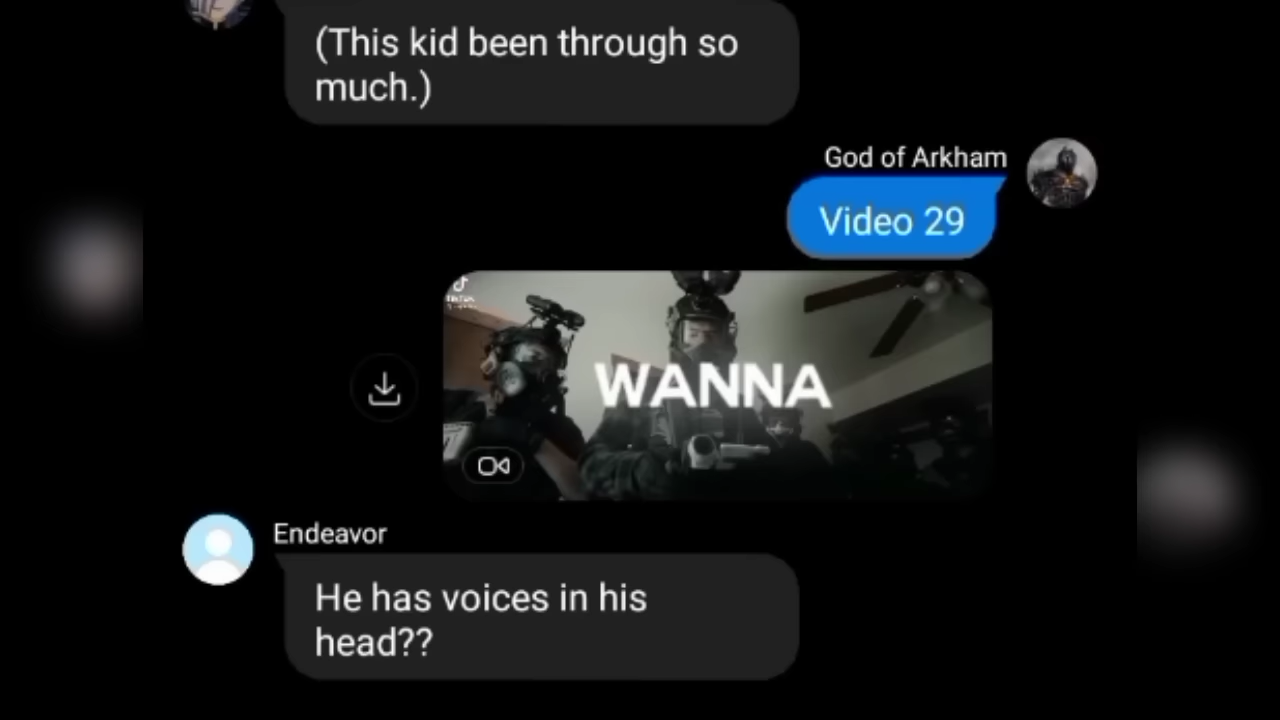 (This kid been through so
much.)
God of Arkham
Video 29
TikTok
WANNA
Endeavor
He has voices in his
head??